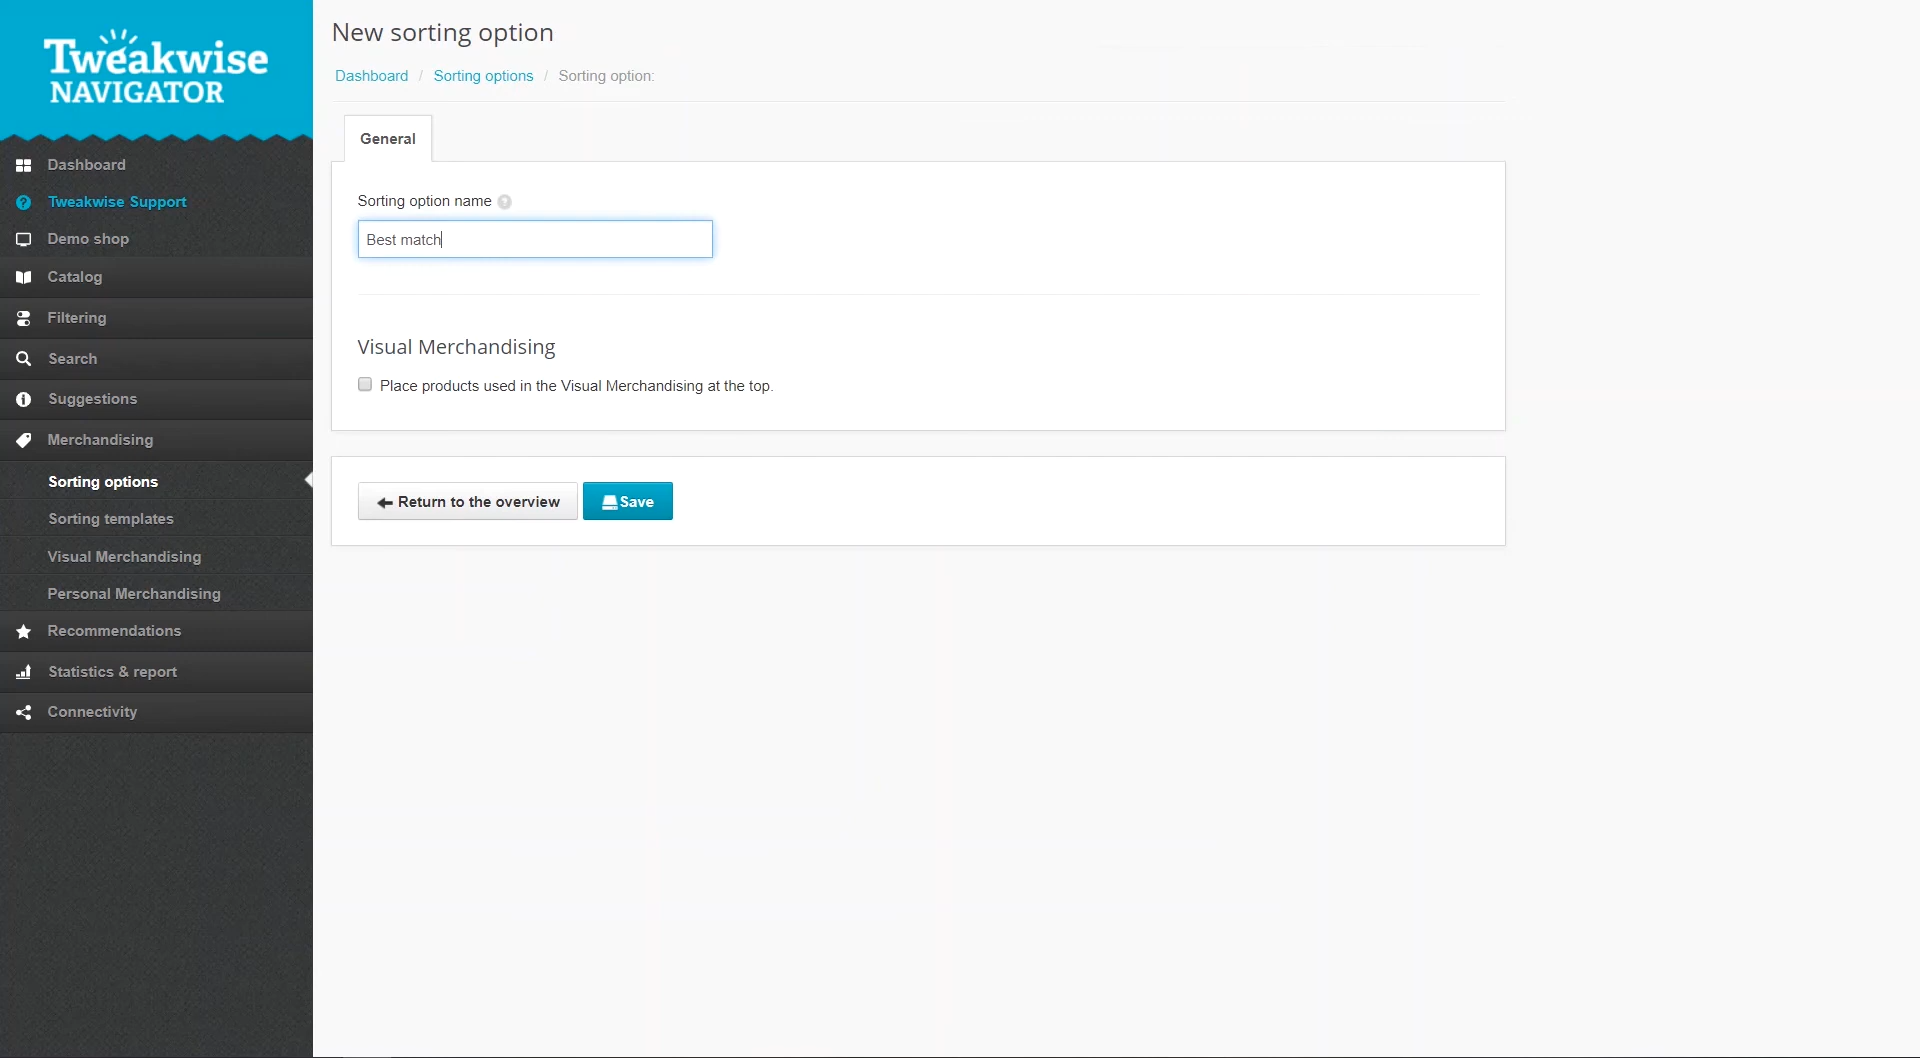 Tweakwise
NAVIGATOR
Dashboard
Tweakwise Support
Demo shop
Catalog
Filtering
Search
Suggestions
Merchandising
Sorting options
Sorting templates
Visual Merchandising
Personal Merchandising
Recommendations
Statistics & report
Connectivity
New sorting option
Dashboard / Sorting options / Sorting option:
General
Sorting option name ?
Best match
Visual Merchandising
Place products used in the Visual Merchandising at the top.
Return to the overview Save